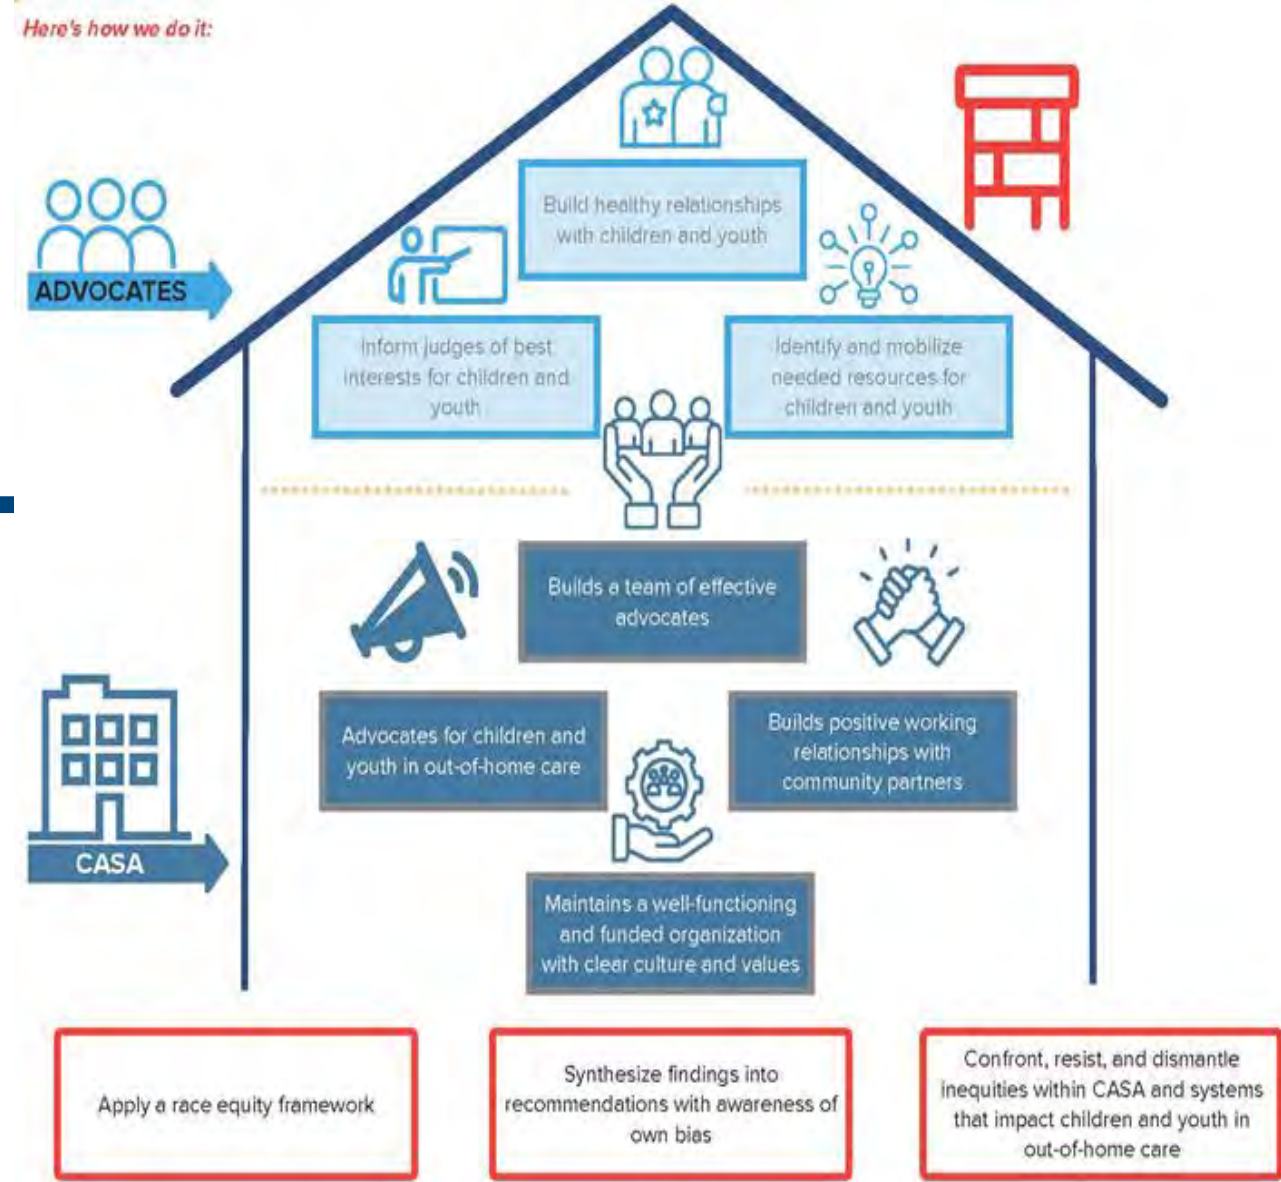 Here's how we do it:
Build healthy relationships
with children and youth
ADVOCATES
Inform judges of best
interests for children and
youth
Identify and mobilize
needed resources for
children and youth
Builds a team of effective
advocates
Advocates for children and
youth in out-of-home care
Builds positive working
relationships with
community partners
CASA
Maintains a well-functioning
and funded organization
with clear culture and values
Apply a race equity framework
Synthesize findings into
recommendations with awareness of
own bias
Confront, resist, and dismantle
inequities within CASA and systems
that impact children and youth in
out-of-home care